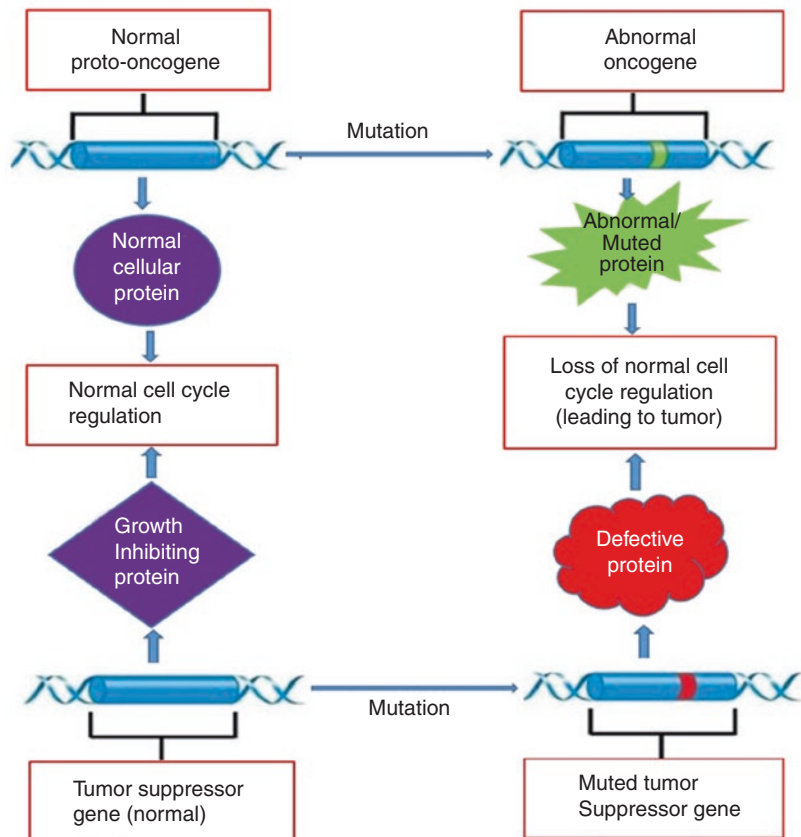 Normal
proto-oncogene
Abnormal
oncogene
Mutation
Normal
cellular
protein
Abnormal/
Muted
protein
Normal cell cycle
regulation
Loss of normal cell
cycle regulation
(leading to tumor)
Growth
Inhibiting
protein
Defective
protein
Mutation
Tumor suppressor
gene (normal)
Muted tumor
Suppressor gene